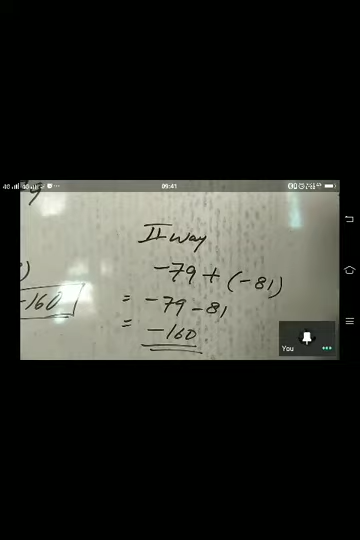 09:41
II way
-79 + (-81)
-160
= -79 - 81
= -160
You